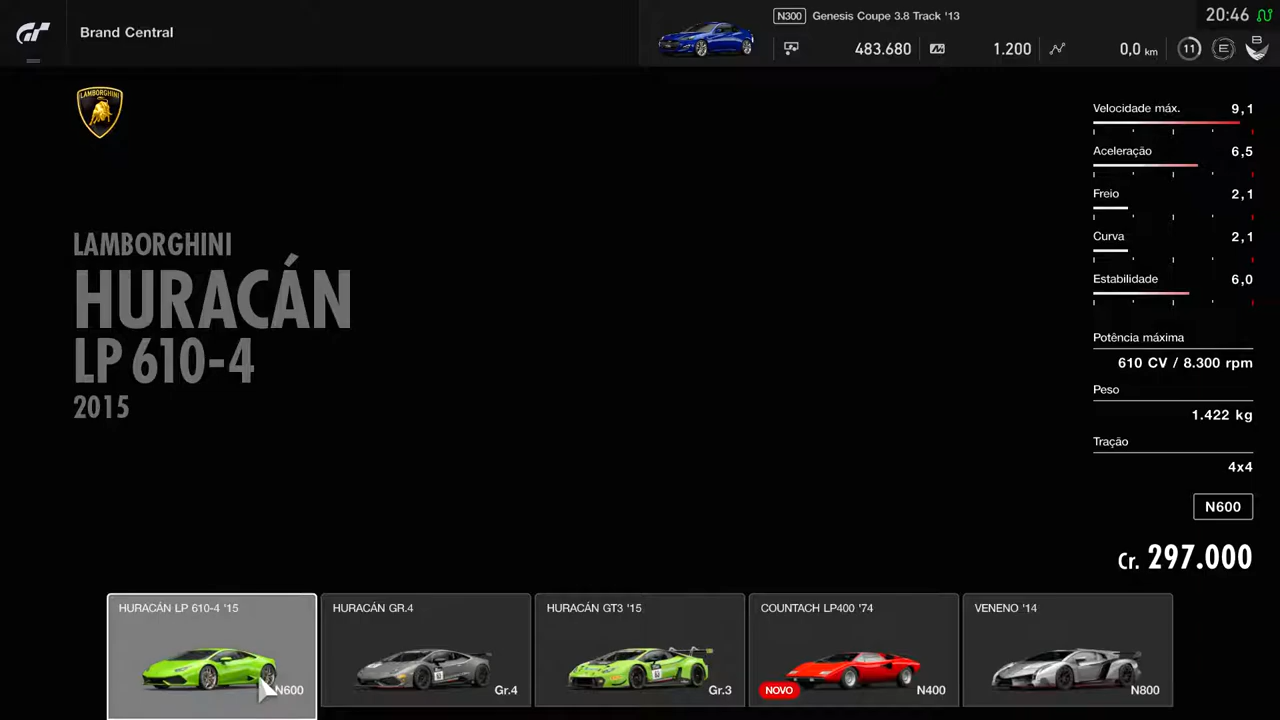 Brand Central
N300 Genesis Coupe 3.8 Track '13
20:46
483.680
1.200
0,0 km
11
E
B
LAMBORGHINI
LAMBORGHINI
HURACÁN
LP 610-4
2015
Velocidade máx. 9,1
Aceleração 6,5
Freio 2,1
Curva 2,1
Estabilidade 6,0
Potência máxima
610 CV / 8.300 rpm
Peso
1.422 kg
Tração
4x4
N600
Cr. 297.000
HURACÁN LP 610-4 '15
N600
HURACÁN GR.4
Gr.4
HURACÁN GT3 '15
Gr.3
COUNTACH LP400 '74
NOVO
N400
VENENO '14
N800